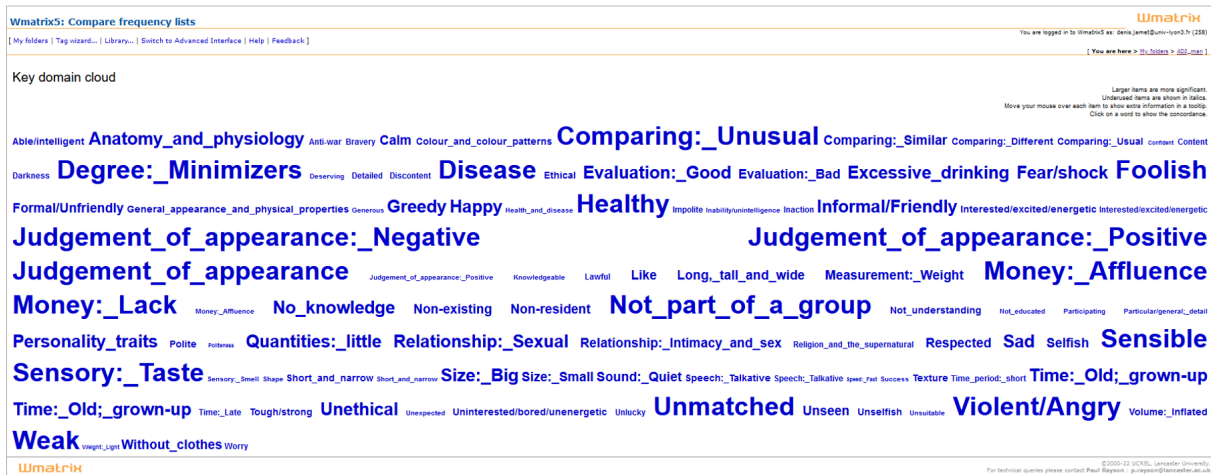 Wmatrix5: Compare frequency lists
Wmatrix
You are logged in to Wmatrix5 as: denis.jamet@univ-lyon3.fr (258)
[ My folders | Tag wizard... | Library... | Switch to Advanced Interface | Help | Feedback ]
[ You are here > My folders > ADJ_man ]
Key domain cloud
Larger items are more significant.
Underused items are shown in italics.
Move your mouse over each item to show extra information in a tooltip.
Click on a word to show the concordance.
Able/intelligent Anatomy_and_physiology Anti-war Bravery Calm Colour_and_colour_patterns Comparing:_Unusual Comparing:_Similar Comparing:_Different Comparing:_Usual Confident Content
Darkness Degree:_Minimizers Deserving Detailed Discontent Disease Ethical Evaluation:_Good Evaluation:_Bad Excessive_drinking Fear/shock Foolish
Formal/Unfriendly General_appearance_and_physical_properties Generous Greedy Happy Health_and_disease Healthy Impolite Inability/unintelligence Inaction Informal/Friendly Interested/excited/energetic Interested/excited/energetic
Judgement_of_appearance:_Negative Judgement_of_appearance:_Positive
Judgement_of_appearance Judgement_of_appearance:_Positive Knowledgeable Lawful Like Long,_tall_and_wide Measurement:_Weight Money:_Affluence
Money:_Lack Money:_Affluence No_knowledge Non-existing Non-resident Not_part_of_a_group Not_understanding Not_educated Participating Particular/general;_detail
Personality_traits Polite Politeness Quantities:_little Relationship:_Sexual Relationship:_Intimacy_and_sex Religion_and_the_supernatural Respected Sad Selfish Sensible
Sensory:_Taste Sensory:_Smell Shape Short_and_narrow Short_and_narrow Size:_Big Size:_Small Sound:_Quiet Speech:_Talkative Speech:_Talkative Speed:_Fast Success Texture Time_period:_short Time:_Old;_grown-up
Time:_Old;_grown-up Time:_Late Tough/strong Unethical Unexpected Uninterested/bored/unenergetic Unlucky Unmatched Unseen Unselfish Unsuitable Violent/Angry Volume:_Inflated
Weak Weight:_Light Without_clothes Worry
Wmatrix
©2000-22 UCREL, Lancaster University.
For technical queries please contact Paul Rayson : p.rayson@lancaster.ac.uk